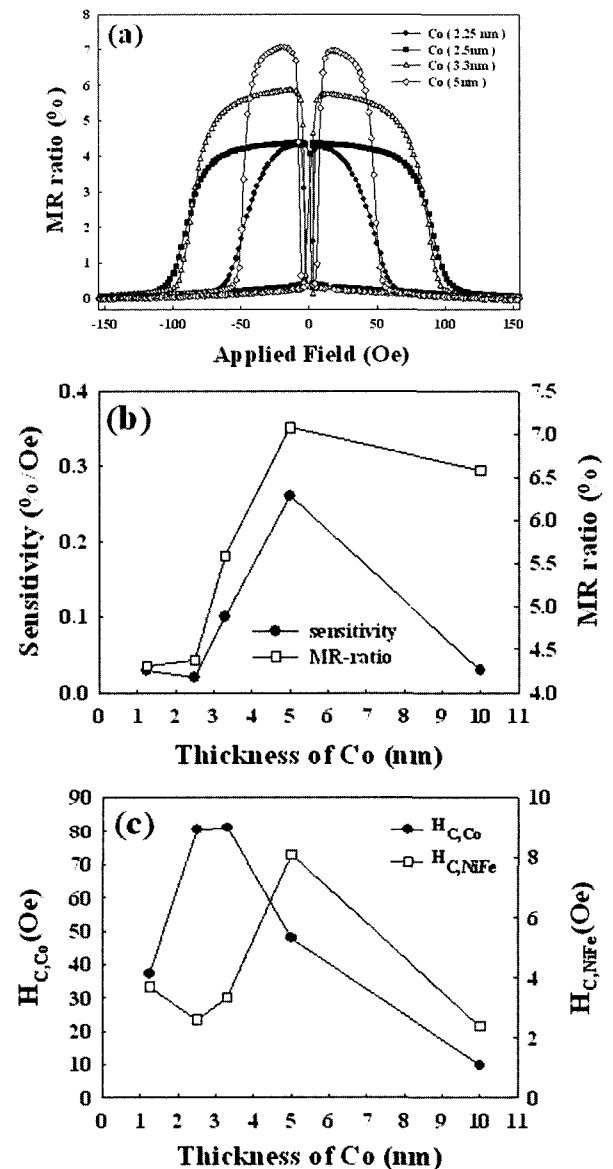 (a)
Co ( 2.25 nm )
Co ( 2.5nm )
Co ( 3.3nm )
Co ( 5nm )
MR ratio (%)
8
7
6
5
4
3
2
1
0
-150 -100 -50 0 50 100 150
Applied Field (Oe)
(b)
Sensitivity (%/Oe)
0.4
0.3
0.2
0.1
0.0
sensitivity
MR-ratio
7.5
7.0
6.5
6.0
5.5
5.0
4.5
4.0
MR ratio (%)
0 1 2 3 4 5 6 7 8 9 10 11
Thickness of Co (nm)
(c)
H_C,Co (Oe)
90
80
70
60
50
40
30
20
10
0
H_C,Co
H_C,NiFe
10
8
6
4
2
0
H_C,NiFe (Oe)
0 1 2 3 4 5 6 7 8 9 10 11
Thickness of Co (nm)